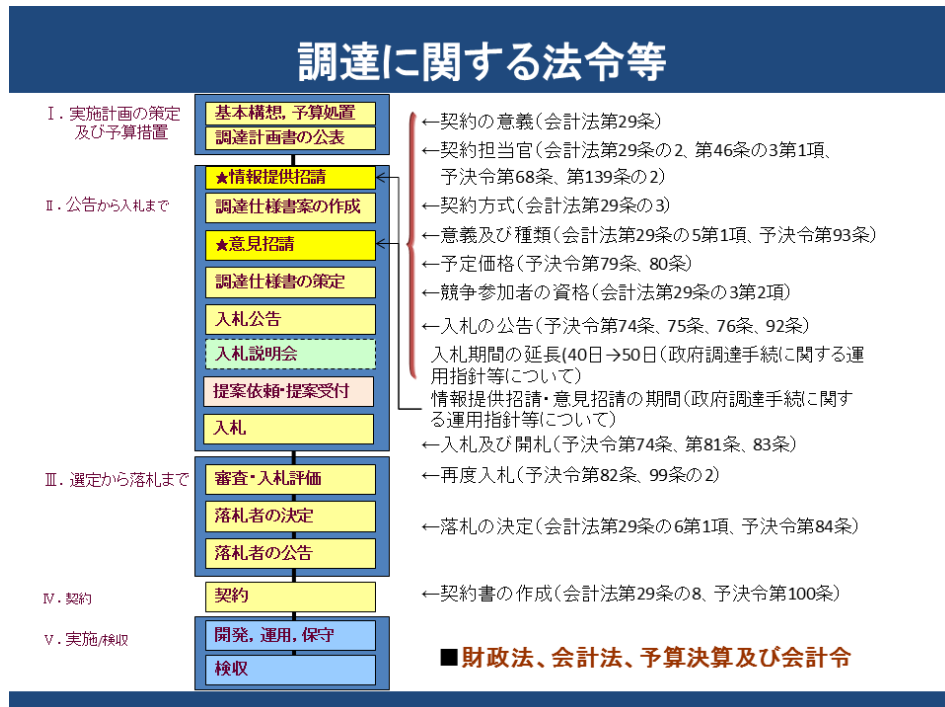 調達に関する法令等
Ⅰ．実施計画の策定
及び予算措置
基本構想，予算処置
調達計画書の公表
★情報提供招請
Ⅱ．公告から入札まで
調達仕様書案の作成
★意見招請
調達仕様書の策定
入札公告
入札説明会
提案依頼・提案受付
入札
Ⅲ．選定から落札まで
審査・入札評価
落札者の決定
落札者の公告
Ⅳ．契約
契約
Ⅴ．実施/検収
開発，運用，保守
検収
←契約の意義（会計法第29条）
←契約担当官（会計法第29条の2、第46条の3第1項、
予決令第68条、第139条の2）
←契約方式（会計法第29条の3）
←意義及び種類（会計法第29条の5第1項、予決令第93条）
←予定価格（予決令第79条、80条）
←競争参加者の資格（会計法第29条の3第2項）
←入札の公告（予決令第74条、75条、76条、92条）
入札期間の延長(40日→50日（政府調達手続に関する運
用指針等について）
情報提供招請・意見招請の期間（政府調達手続に関す
る運用指針等について）
←入札及び開札（予決令第74条、第81条、83条）
←再度入札（予決令第82条、99条の2）
←落札の決定（会計法第29条の6第1項、予決令第84条）
←契約書の作成（会計法第29条の8、予決令第100条）
■財政法、会計法、予算決算及び会計令